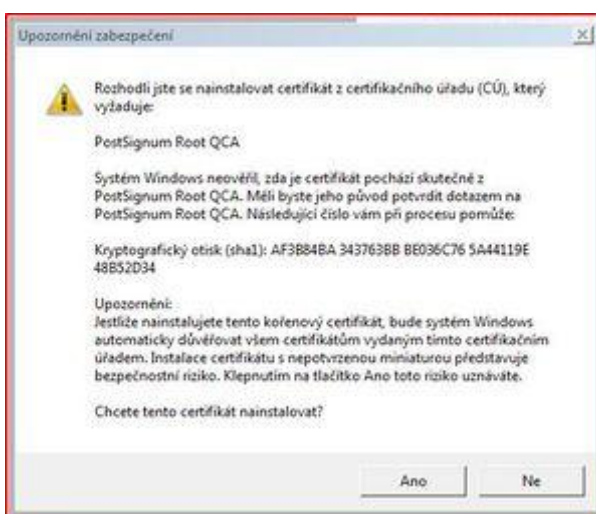 Upozornění zabezpečení
Rozhodli jste se nainstalovat certifikát z certifikačního úřadu (CÚ), který
vyžaduje:
PostSignum Root QCA
Systém Windows neověřil, zda je certifikát pochází skutečné z
PostSignum Root QCA. Měli byste jeho původ potvrdit dotazem na
PostSignum Root QCA. Následující číslo vám při procesu pomůže:
Kryptografický otisk (sha1): AF3B84BA 343763BB BE036C76 5A44119E
48B52D34
Upozornění:
Jestliže nainstalujete tento kořenový certifikát, bude systém Windows
automaticky důvěřovat všem certifikátům vydaným tímto certifikačním
úřadem. Instalace certifikátu s nepotvrzenou miniaturou představuje
bezpečnostní riziko. Klepnutím na tlačítko Ano toto riziko uznáváte.
Chcete tento certifikát nainstalovat?
Ano
Ne